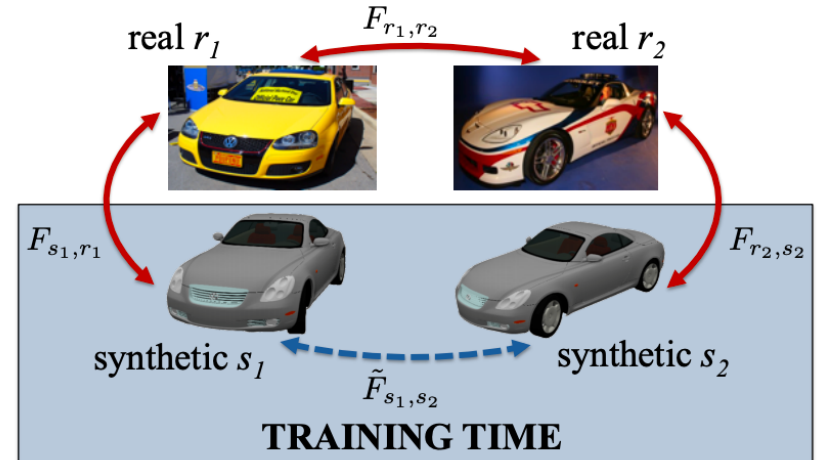 F_{r_1,r_2}
real r_1
real r_2
F_{s_1,r_1}
F_{r_2,s_2}
synthetic s_1
synthetic s_2
\tilde{F}_{s_1,s_2}
TRAINING TIME